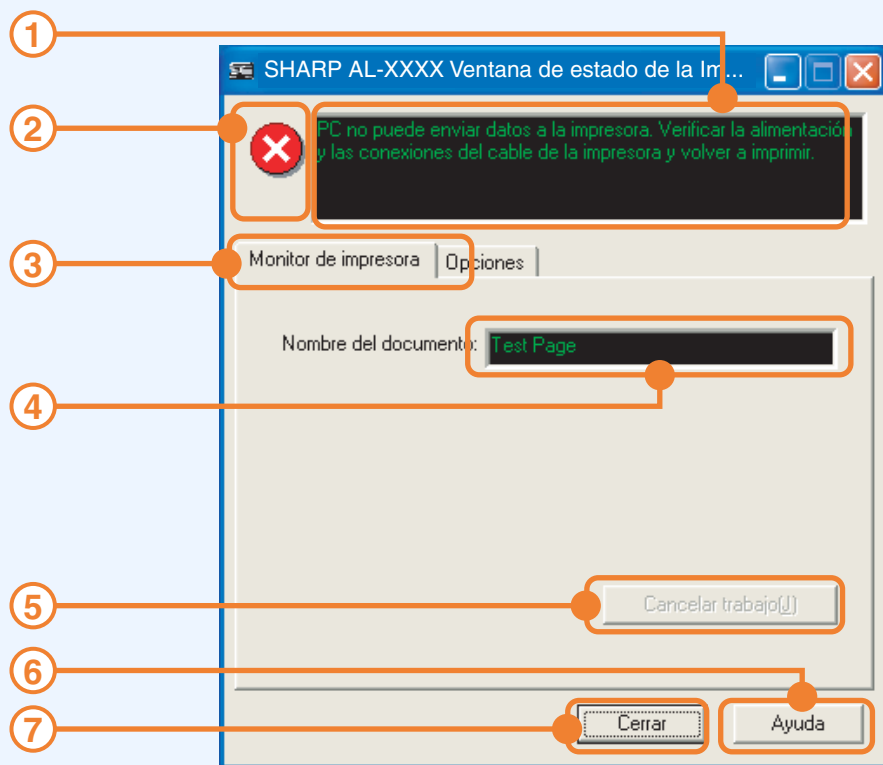 1
SHARP AL-XXXX Ventana de estado de la Im...
2
PC no puede enviar datos a la impresora. Verificar la alimentación
y las conexiones del cable de la impresora y volver a imprimir.
3
Monitor de impresora
Opciones
Nombre del documento: Test Page
4
5
Cancelar trabajo(J)
6
7
Cerrar
Ayuda